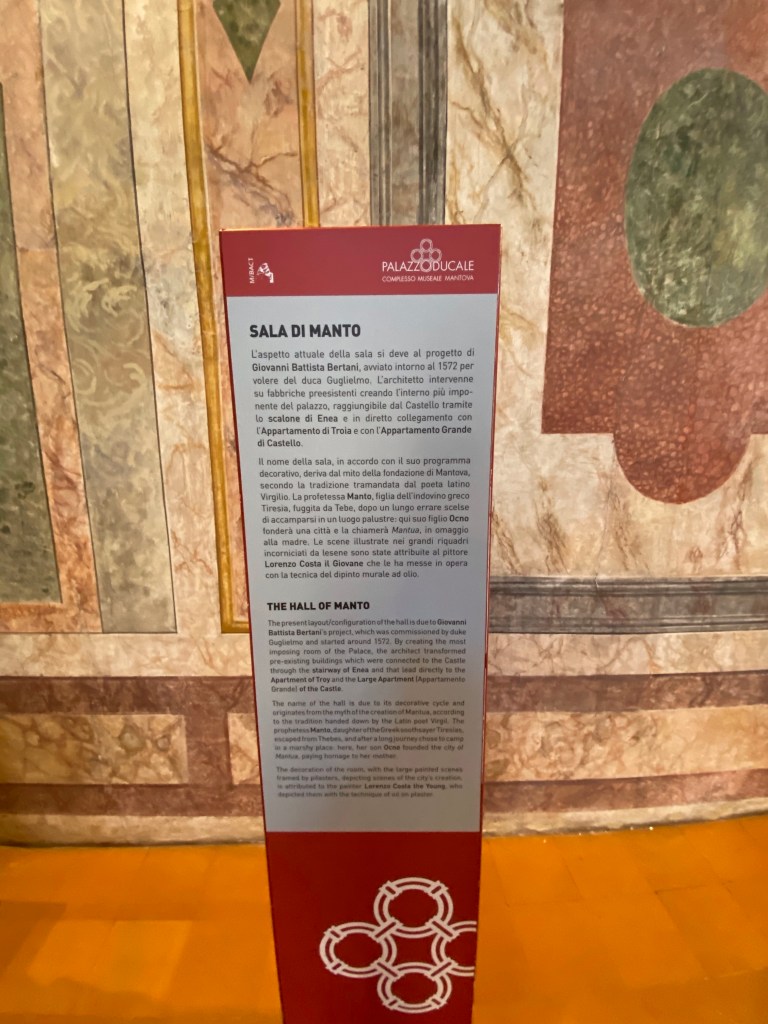 MiBACT
PALAZZO DUCALE
COMPLESSO MUSEALE MANTOVA
SALA DI MANTO
L'aspetto attuale della sala si deve al progetto di
Giovanni Battista Bertani, avviato intorno al 1572 per
volere del duca Guglielmo. L'architetto intervenne
su fabbriche preesistenti creando l'interno più impo-
nente del palazzo, raggiungibile dal Castello tramite
lo scalone di Enea e in diretto collegamento con
l'Appartamento di Troia e con l'Appartamento Grande
di Castello.
Il nome della sala, in accordo con il suo programma
decorativo, deriva dal mito della fondazione di Mantova,
secondo la tradizione tramandata dal poeta latino
Virgilio. La profetessa Manto, figlia dell'indovino greco
Tiresia, fuggita da Tebe, dopo un lungo errare scelse
di accamparsi in un luogo palustre: qui suo figlio Ocno
fonderà una città e la chiamerà Mantua, in omaggio
alla madre. Le scene illustrate nei grandi riquadri
incorniciati da lesene sono state attribuite al pittore
Lorenzo Costa il Giovane che le ha messe in opera
con la tecnica del dipinto murale ad olio.
THE HALL OF MANTO
The present layout/configuration of the hall is due to Giovanni
Battista Bertani's project, which was commissioned by duke
Guglielmo and started around 1572. By creating the most
imposing room of the Palace, the architect transformed
pre-existing buildings which were connected to the Castle
through the stairway of Enea and that lead directly to the
Apartment of Troy and the Large Apartment (Appartamento
Grande) of the Castle.
The name of the hall is due to its decorative cycle and
originates from the myth of the creation of Mantua, according
to the tradition handed down by the Latin poet Virgil. The
prophetess Manto, daughter of the Greek soothsayer Tiresias,
escaped from Thebes, and after a long journey chose to camp
in a marshy place: here, her son Ocno founded the city of
Mantua, paying homage to her mother.
The decoration of the room, with the large painted scenes
framed by pilasters, depicting scenes of the city's creation,
is attributed to the painter Lorenzo Costa the Young, who
depicted them with the technique of oil on plaster.